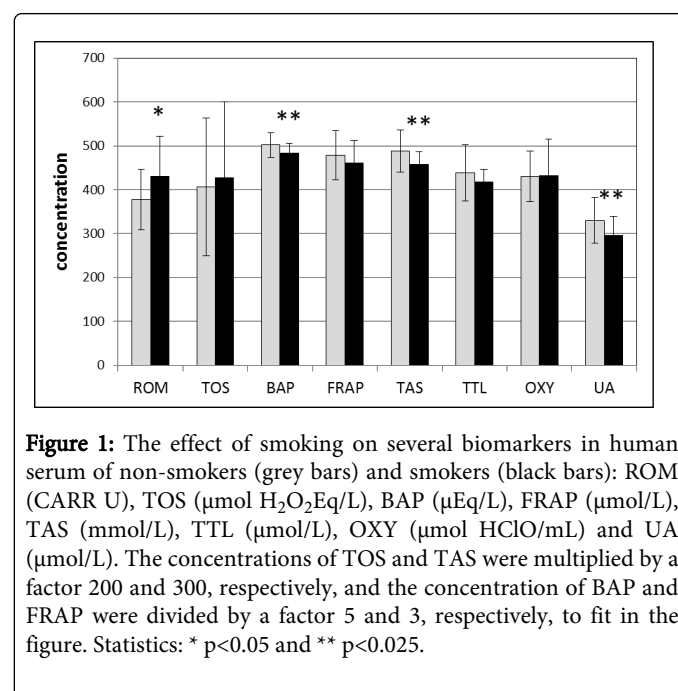 700
600
* ** **
500
400
**
300
200
100
0
concentration
ROM TOS BAP FRAP TAS TTL OXY UA
Figure 1: The effect of smoking on several biomarkers in human
serum of non-smokers (grey bars) and smokers (black bars): ROM
(CARR U), TOS (μmol H₂O₂Eq/L), BAP (μEq/L), FRAP (μmol/L),
TAS (mmol/L), TTL (μmol/L), OXY (μmol HClO/mL) and UA
(μmol/L). The concentrations of TOS and TAS were multiplied by a
factor 200 and 300, respectively, and the concentration of BAP and
FRAP were divided by a factor 5 and 3, respectively, to fit in the
figure. Statistics: * p<0.05 and ** p<0.025.